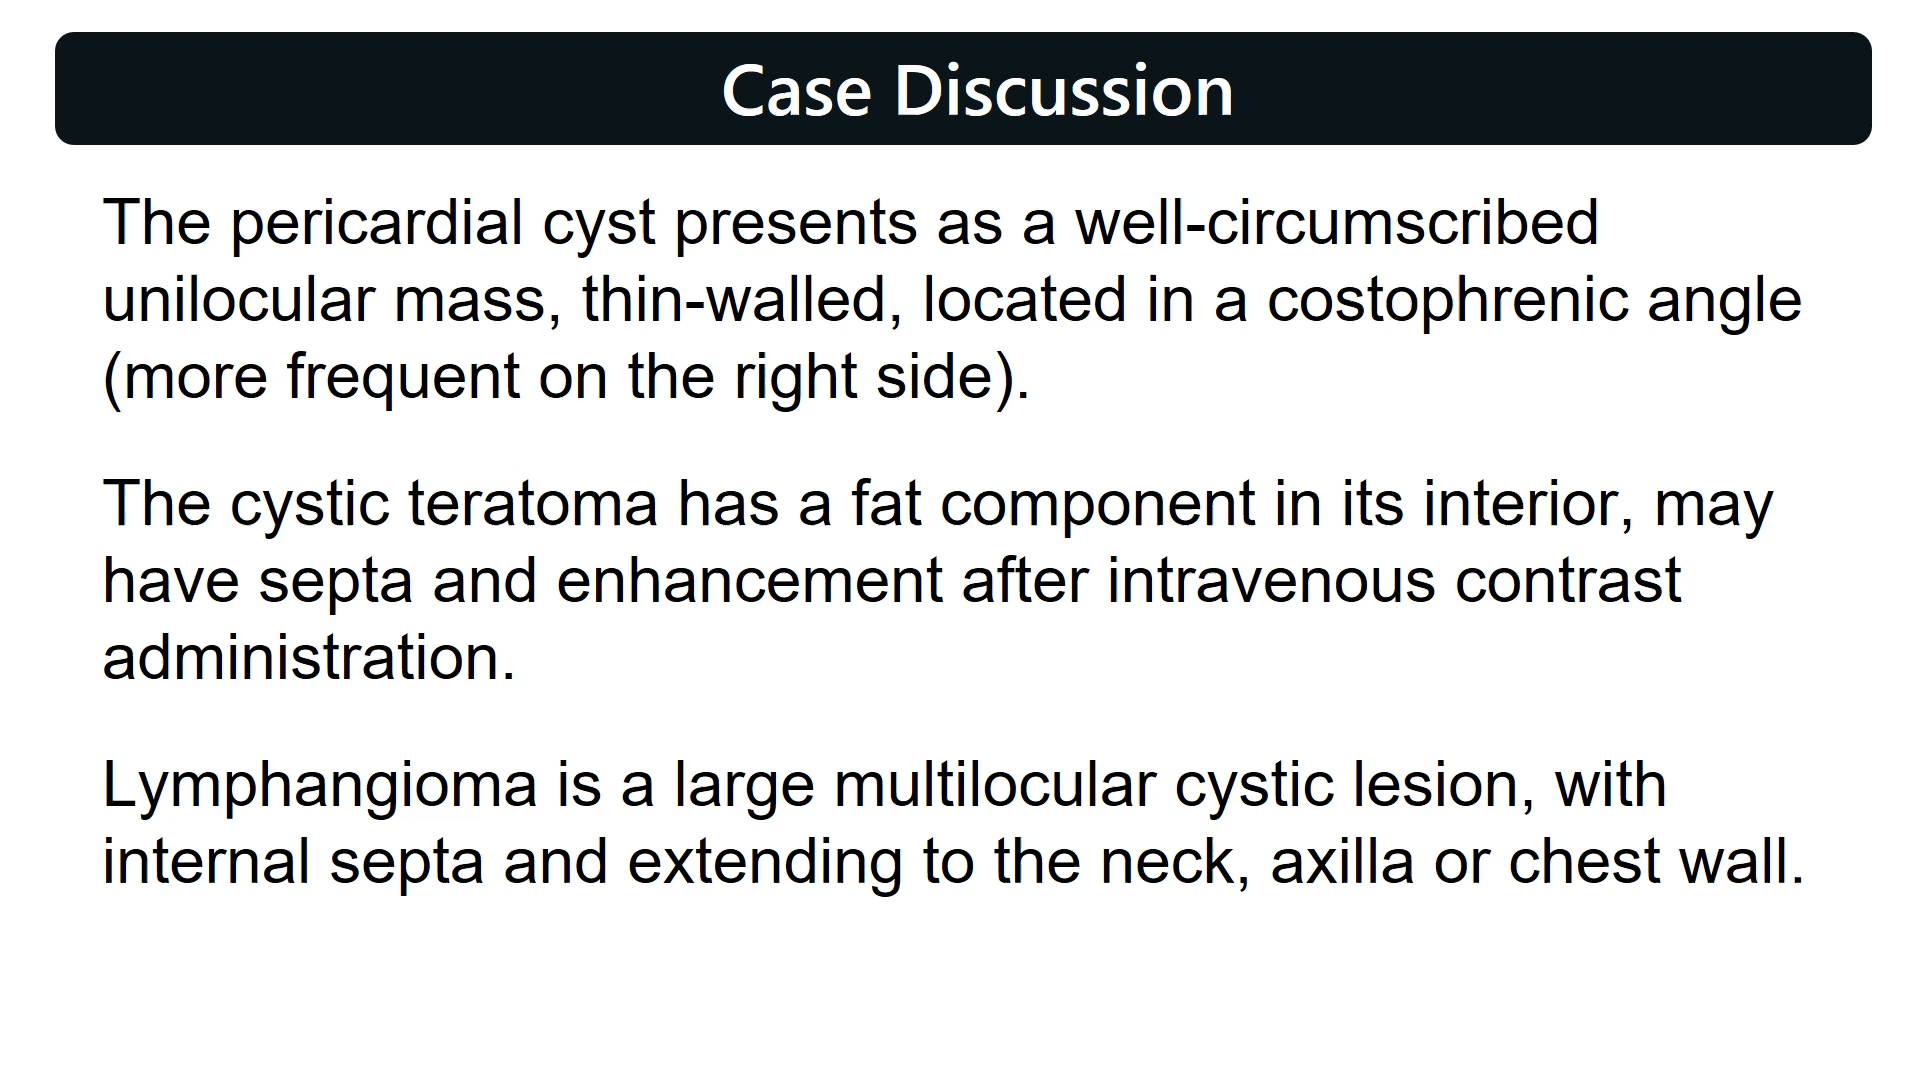 Case Discussion
The pericardial cyst presents as a well-circumscribed
unilocular mass, thin-walled, located in a costophrenic angle
(more frequent on the right side).
The cystic teratoma has a fat component in its interior, may
have septa and enhancement after intravenous contrast
administration.
Lymphangioma is a large multilocular cystic lesion, with
internal septa and extending to the neck, axilla or chest wall.